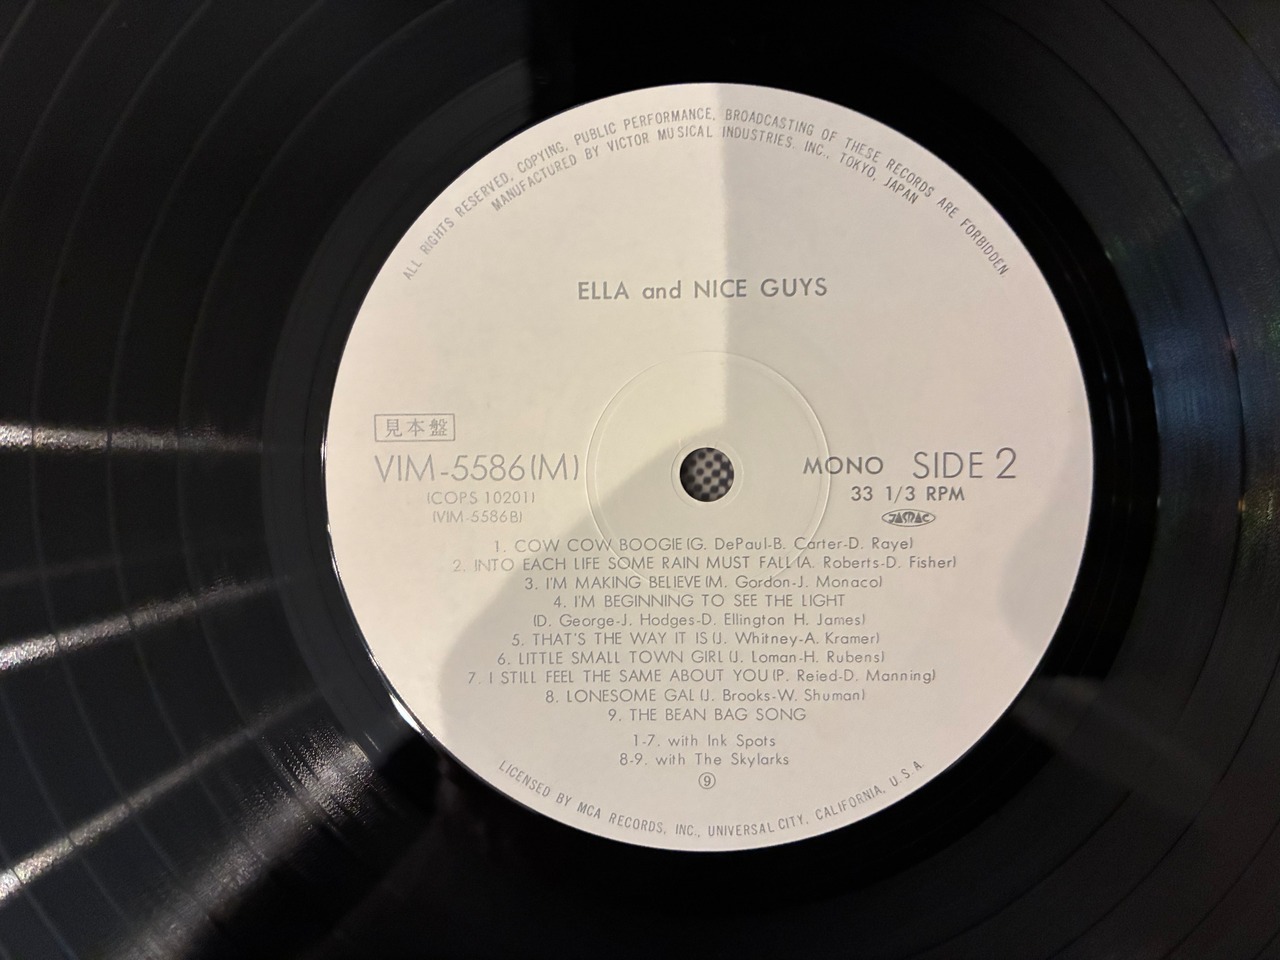 ALL RIGHTS RESERVED, COPYING, PUBLIC PERFORMANCE, BROADCASTING OF THESE RECORDS ARE FORBIDDEN
MANUFACTURED BY VICTOR MUSICAL INDUSTRIES. INC., TOKYO, JAPAN
ELLA and NICE GUYS
見本盤
VIM-5586(M)
(COPS 10201)
(VIM-5586B)
MONO SIDE 2
33 1/3 RPM
JASRAC
1. COW COW BOOGIE(G. DePaul-B. Carter-D. Raye)
2. INTO EACH LIFE SOME RAIN MUST FALL(A. Roberts-D. Fisher)
3. I'M MAKING BELIEVE(M. Gordon-J. Monaco)
4. I'M BEGINNING TO SEE THE LIGHT
(D. George-J. Hodges-D. Ellington H. James)
5. THAT'S THE WAY IT IS(J. Whitney-A. Kramer)
6. LITTLE SMALL TOWN GIRL(J. Loman-H. Rubens)
7. I STILL FEEL THE SAME ABOUT YOU(P. Reied-D. Manning)
8. LONESOME GAL(J. Brooks-W. Shuman)
9. THE BEAN BAG SONG
1-7. with Ink Spots
8-9. with The Skylarks
⑨
LICENSED BY MCA RECORDS, INC., UNIVERSAL CITY, CALIFORNIA, U.S.A.